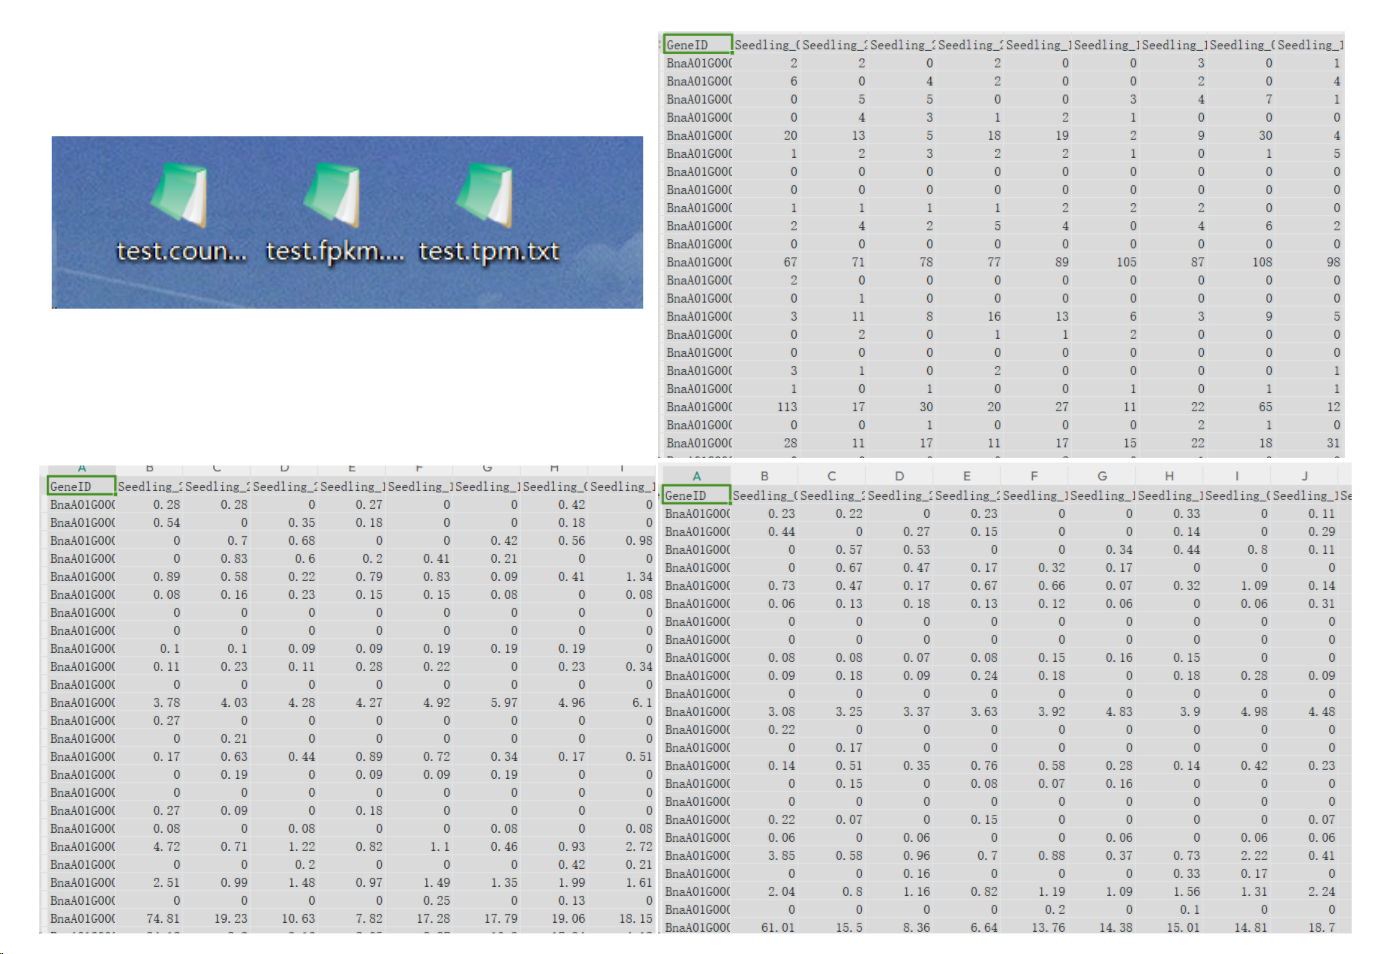 test.coun... test.fpkm.... test.tpm.txt
GeneID Seedling_( Seedling_2 Seedling_2 Seedling_2 Seedling_1 Seedling_1 Seedling_1 Seedling_( Seedling_1
BnaA01G00( 2 2 0 2 0 0 3 0 1
BnaA01G00( 6 0 4 2 0 0 2 0 4
BnaA01G00( 0 5 5 0 0 3 4 7 1
BnaA01G00( 0 4 3 1 2 1 0 0 0
BnaA01G00( 20 13 5 18 19 2 9 30 4
BnaA01G00( 1 2 3 2 2 1 0 1 5
BnaA01G00( 0 0 0 0 0 0 0 0 0
BnaA01G00( 0 0 0 0 0 0 0 0 0
BnaA01G00( 1 1 1 1 2 2 2 0 0
BnaA01G00( 2 4 2 5 4 0 4 6 2
BnaA01G00( 0 0 0 0 0 0 0 0 0
BnaA01G00( 67 71 78 77 89 105 87 108 98
BnaA01G00( 2 0 0 0 0 0 0 0 0
BnaA01G00( 0 1 0 0 0 0 0 0 0
BnaA01G00( 3 11 8 16 13 6 3 9 5
BnaA01G00( 0 2 0 1 1 2 0 0 0
BnaA01G00( 0 0 0 0 0 0 0 0 0
BnaA01G00( 3 1 0 2 0 0 0 0 1
BnaA01G00( 1 0 1 0 0 1 0 1 1
BnaA01G00( 113 17 30 20 27 11 22 65 12
BnaA01G00( 0 0 1 0 0 0 2 1 0
BnaA01G00( 28 11 17 11 17 15 22 18 31
A B C D E F G H I
GeneID Seedling_2 Seedling_2 Seedling_2 Seedling_1 Seedling_1 Seedling_1 Seedling_( Seedling_1
BnaA01G00( 0.28 0.28 0 0.27 0 0 0.42 0
BnaA01G00( 0.54 0 0.35 0.18 0 0 0.18 0
BnaA01G00( 0 0.7 0.68 0 0 0.42 0.56 0.98
BnaA01G00( 0 0.83 0.6 0.2 0.41 0.21 0 0
BnaA01G00( 0.89 0.58 0.22 0.79 0.83 0.09 0.41 1.34
BnaA01G00( 0.08 0.16 0.23 0.15 0.15 0.08 0 0.08
BnaA01G00( 0 0 0 0 0 0 0 0
BnaA01G00( 0 0 0 0 0 0 0 0
BnaA01G00( 0.1 0.1 0.09 0.09 0.19 0.19 0.19 0
BnaA01G00( 0.11 0.23 0.11 0.28 0.22 0 0.23 0.34
BnaA01G00( 0 0 0 0 0 0 0 0
BnaA01G00( 3.78 4.03 4.28 4.27 4.92 5.97 4.96 6.1
BnaA01G00( 0.27 0 0 0 0 0 0 0
BnaA01G00( 0 0.21 0 0 0 0 0 0
BnaA01G00( 0.17 0.63 0.44 0.89 0.72 0.34 0.17 0.51
BnaA01G00( 0 0.19 0 0.09 0.09 0.19 0 0
BnaA01G00( 0 0 0 0 0 0 0 0
BnaA01G00( 0.27 0.09 0 0.18 0 0 0 0
BnaA01G00( 0.08 0 0.08 0 0 0.08 0 0.08
BnaA01G00( 4.72 0.71 1.22 0.82 1.1 0.46 0.93 2.72
BnaA01G00( 0 0 0.2 0 0 0 0.42 0.21
BnaA01G00( 2.51 0.99 1.48 0.97 1.49 1.35 1.99 1.61
BnaA01G00( 0 0 0 0 0.25 0 0.13 0
BnaA01G00( 74.81 19.23 10.63 7.82 17.28 17.79 19.06 18.15
A B C D E F G H I J
GeneID Seedling_( Seedling_2 Seedling_2 Seedling_2 Seedling_1 Seedling_1 Seedling_1 Seedling_( Seedling_1 Se
BnaA01G00( 0.23 0.22 0 0.23 0 0 0.33 0 0.11
BnaA01G00( 0.44 0 0.27 0.15 0 0 0.14 0 0.29
BnaA01G00( 0 0.57 0.53 0 0 0.34 0.44 0.8 0.11
BnaA01G00( 0 0.67 0.47 0.17 0.32 0.17 0 0 0
BnaA01G00( 0.73 0.47 0.17 0.67 0.66 0.07 0.32 1.09 0.14
BnaA01G00( 0.06 0.13 0.18 0.13 0.12 0.06 0 0.06 0.31
BnaA01G00( 0 0 0 0 0 0 0 0 0
BnaA01G00( 0 0 0 0 0 0 0 0 0
BnaA01G00( 0.08 0.08 0.07 0.08 0.15 0.16 0.15 0 0
BnaA01G00( 0.09 0.18 0.09 0.24 0.18 0 0.18 0.28 0.09
BnaA01G00( 0 0 0 0 0 0 0 0 0
BnaA01G00( 3.08 3.25 3.37 3.63 3.92 4.83 3.9 4.98 4.48
BnaA01G00( 0.22 0 0 0 0 0 0 0 0
BnaA01G00( 0 0.17 0 0 0 0 0 0 0
BnaA01G00( 0.14 0.51 0.35 0.76 0.58 0.28 0.14 0.42 0.23
BnaA01G00( 0 0.15 0 0.08 0.07 0.16 0 0 0
BnaA01G00( 0 0 0 0 0 0 0 0 0
BnaA01G00( 0.22 0.07 0 0.15 0 0 0 0 0.07
BnaA01G00( 0.06 0 0.06 0 0 0.06 0 0.06 0.06
BnaA01G00( 3.85 0.58 0.96 0.7 0.88 0.37 0.73 2.22 0.41
BnaA01G00( 0 0 0.16 0 0 0 0.33 0.17 0
BnaA01G00( 2.04 0.8 1.16 0.82 1.19 1.09 1.56 1.31 2.24
BnaA01G00( 0 0 0 0 0.2 0 0.1 0 0
BnaA01G00( 61.01 15.5 8.36 6.64 13.76 14.38 15.01 14.81 18.7